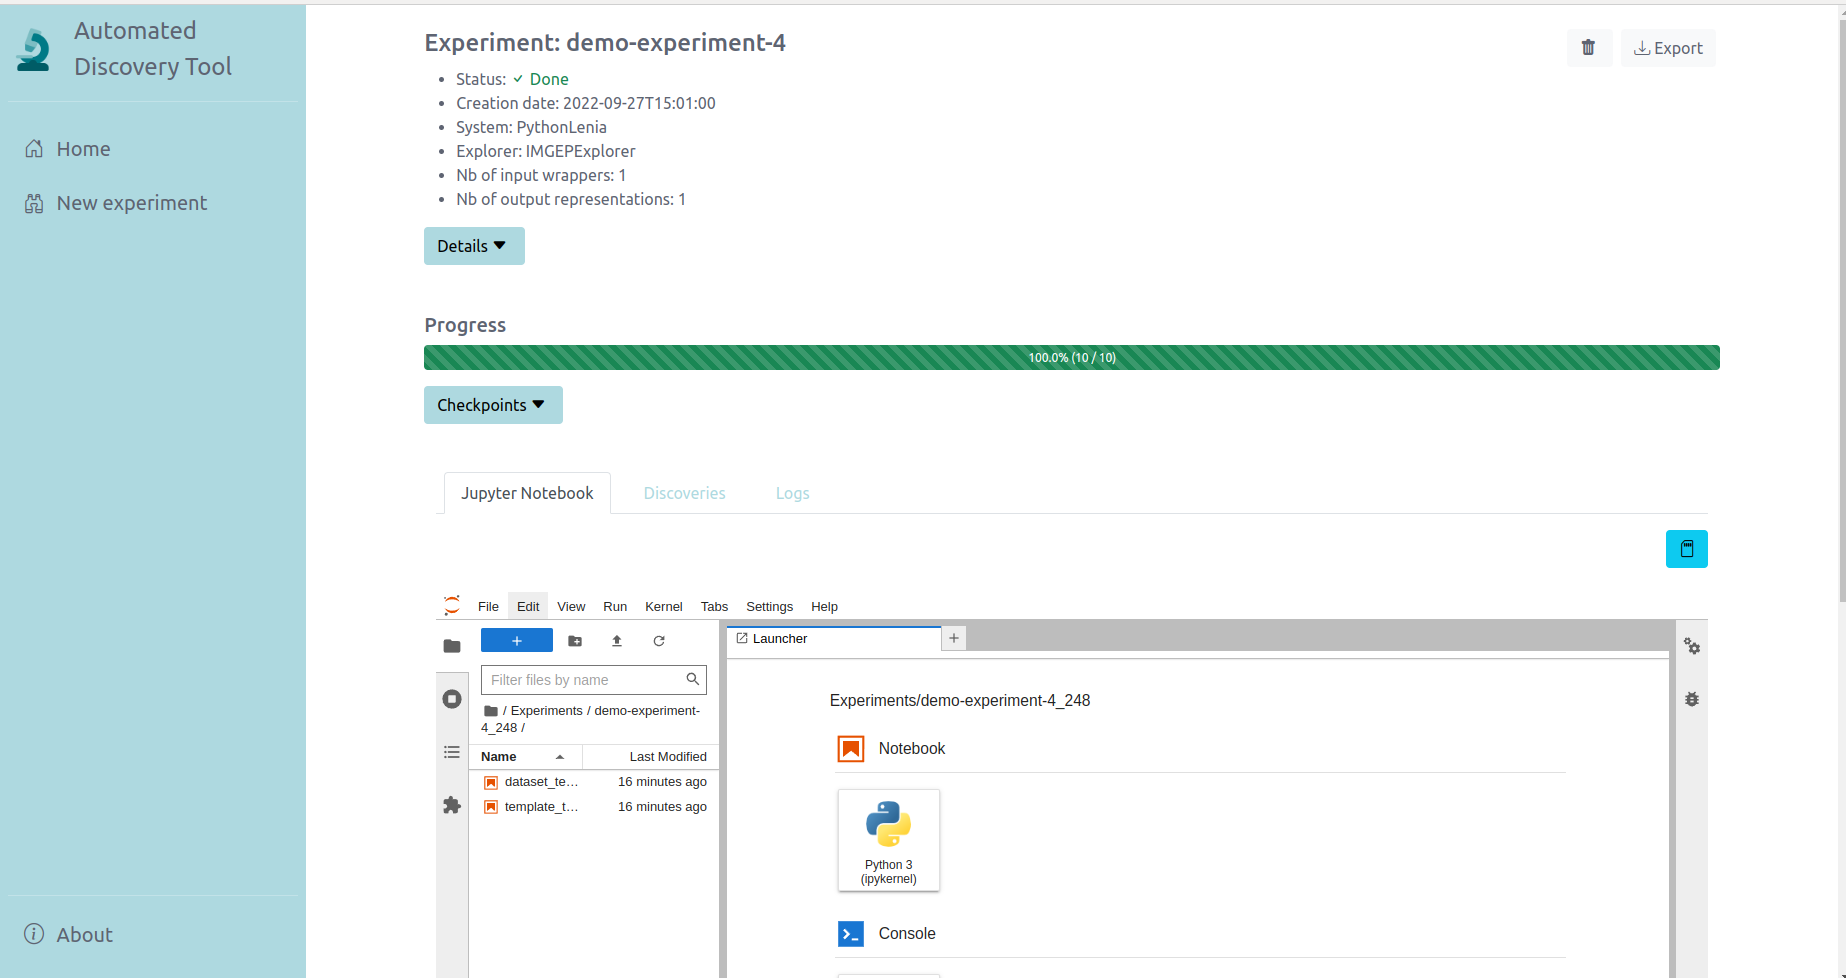 Automated
Discovery Tool
Home
New experiment
About
Experiment: demo-experiment-4
Export
Status: Done
Creation date: 2022-09-27T15:01:00
System: PythonLenia
Explorer: IMGEPExplorer
Nb of input wrappers: 1
Nb of output representations: 1
Details
Progress
100.0% (10 / 10)
Checkpoints
Jupyter Notebook Discoveries Logs
File Edit View Run Kernel Tabs Settings Help
+
Filter files by name
/ Experiments / demo-experiment-
4_248 /
Name Last Modified
dataset_te… 16 minutes ago
template_t… 16 minutes ago
Launcher +
Experiments/demo-experiment-4_248
Notebook
Python 3
(ipykernel)
Console